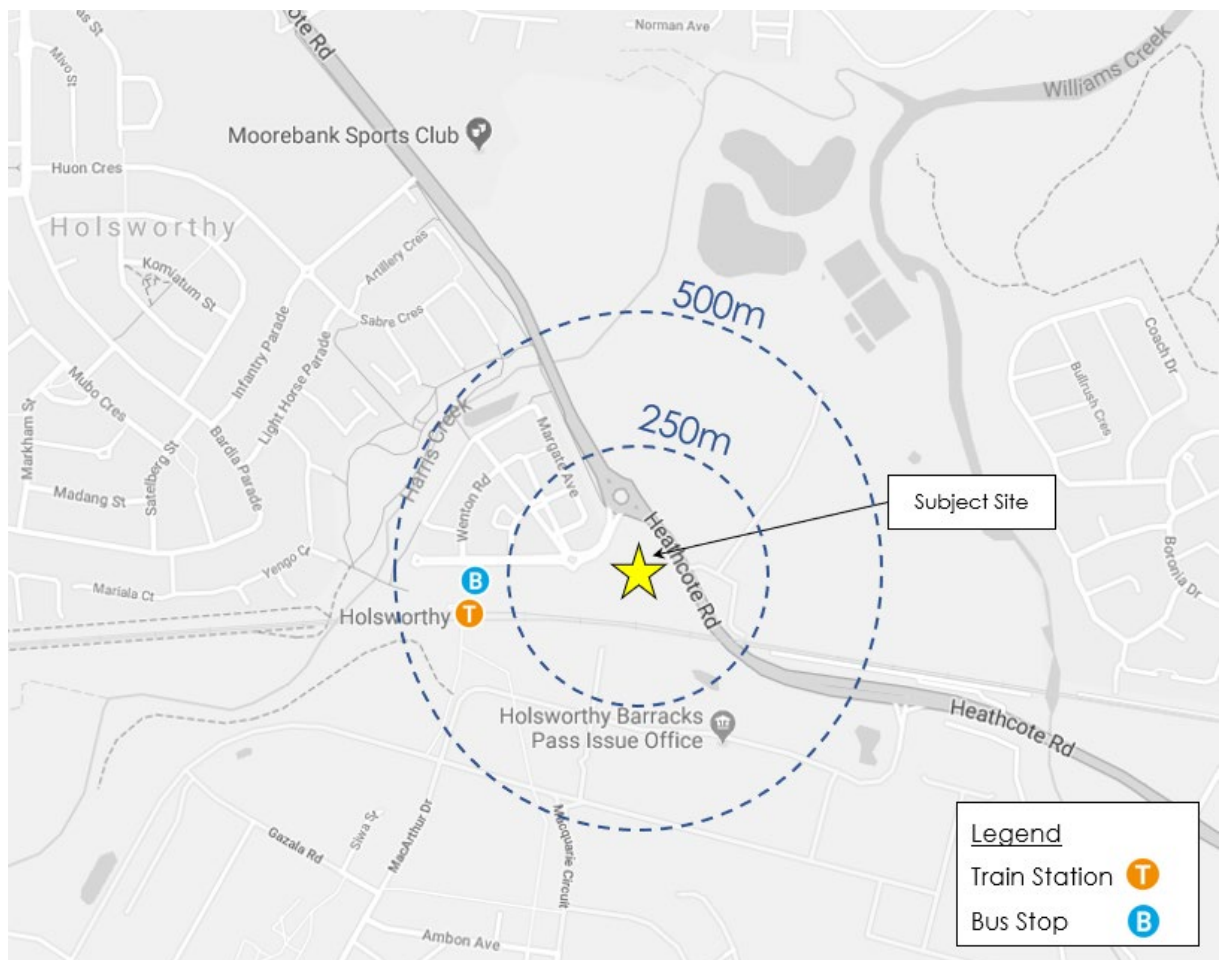 Norman Ave
Williams Creek
Mivo St
ote Rd
Moorebank Sports Club
Huon Cres
Holsworthy
Komiatum St
Artillery Cres
Sabre Cres
Infantry Parade
Light Horse Parade
500m
Coach Dr
Bullrush Cres
Mubo Cres
Markham St
Bardia Parade
Satelberg St
Madang St
Harris Creek
Margate Ave
Wenton Rd
250m
Subject Site
Heathcote Rd
Boronia Dr
Yengo Ct
Mariala Ct
B
Holsworthy
T
Holsworthy Barracks
Pass Issue Office
Heathcote Rd
Siwa St
Gazala Rd
MacArthur Dr
Macquarie Circuit
Ambon Ave
Legend
Train Station T
Bus Stop B